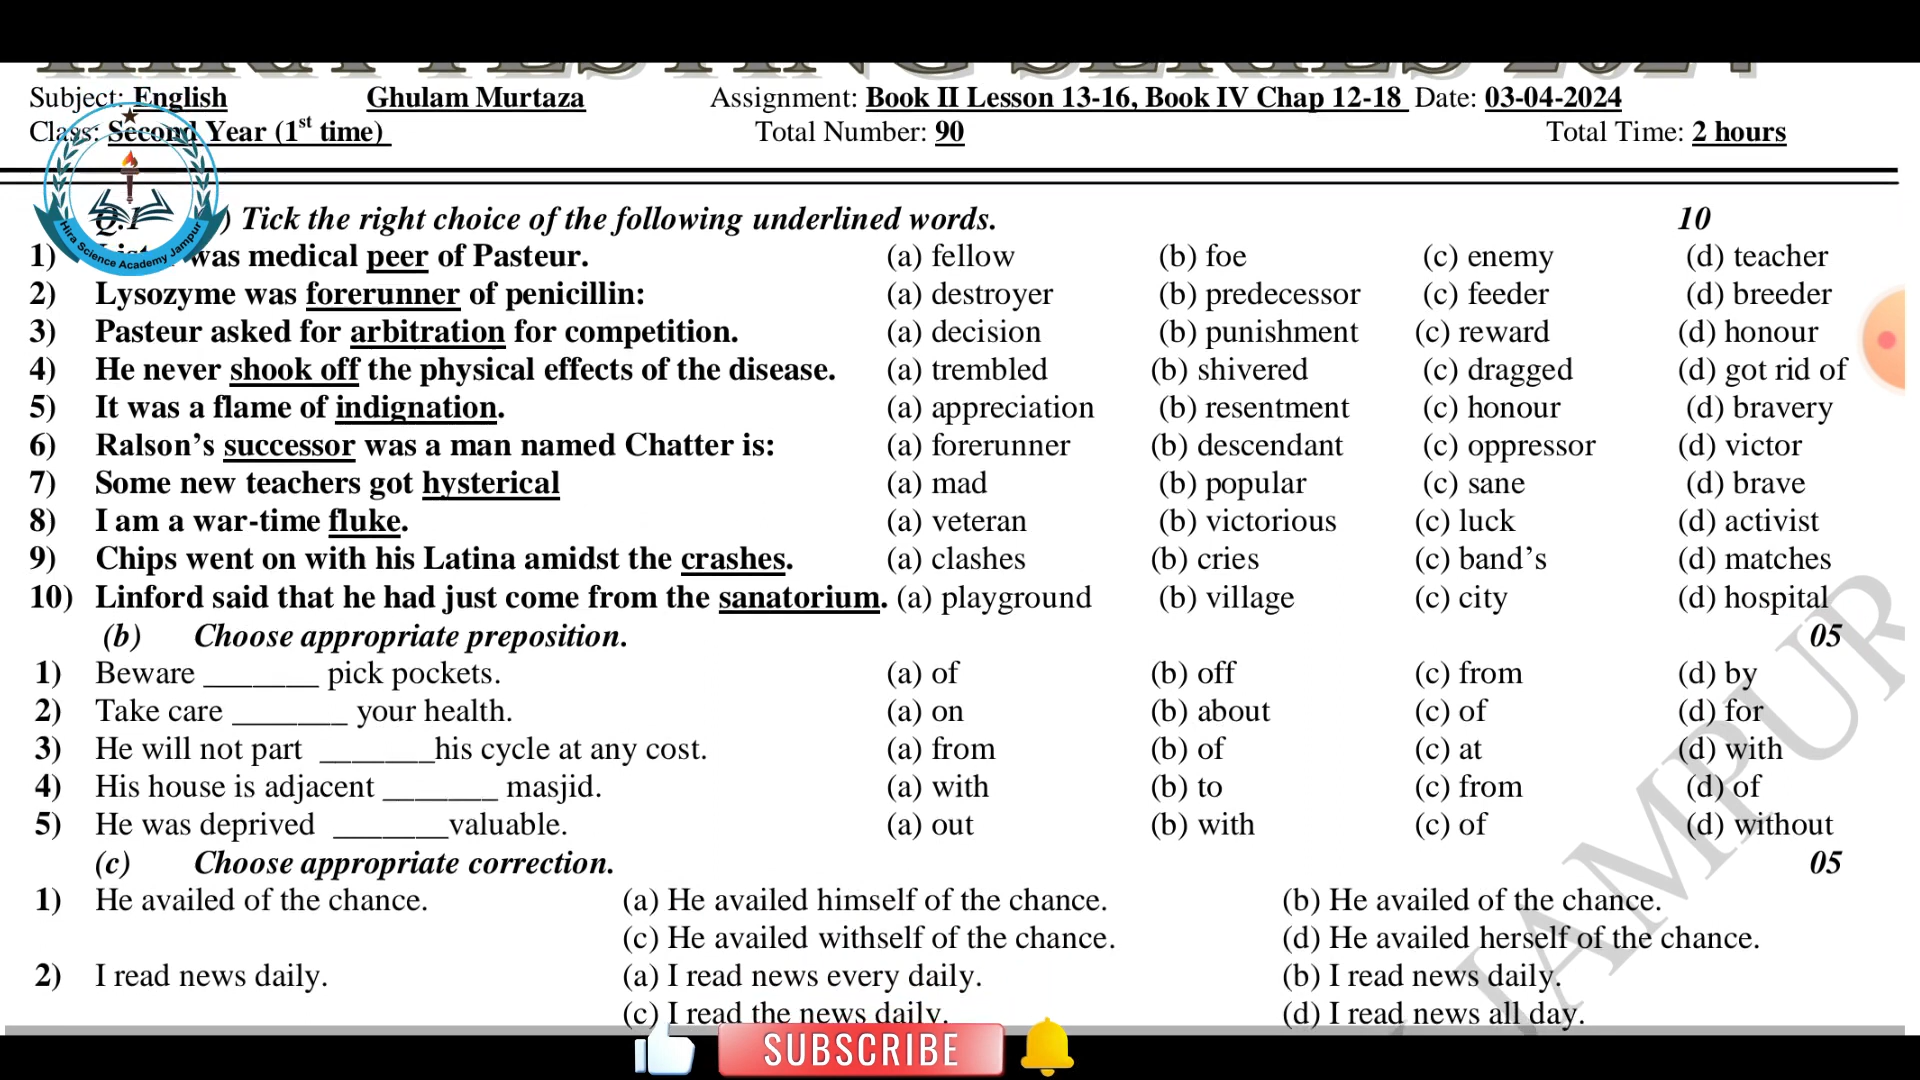 HIRA TESTING SERIES 2024
Subject: English Ghulam Murtaza Assignment: Book II Lesson 13-16, Book IV Chap 12-18 Date: 03-04-2024
Class: Second Year (1st time) Total Number: 90 Total Time: 2 hours
Q.1 ) Tick the right choice of the following underlined words. 10
1) was medical peer of Pasteur. (a) fellow (b) foe (c) enemy (d) teacher
Hira Science Academy Jampur
2) Lysozyme was forerunner of penicillin: (a) destroyer (b) predecessor (c) feeder (d) breeder
3) Pasteur asked for arbitration for competition. (a) decision (b) punishment (c) reward (d) honour
4) He never shook off the physical effects of the disease. (a) trembled (b) shivered (c) dragged (d) got rid of
5) It was a flame of indignation. (a) appreciation (b) resentment (c) honour (d) bravery
6) Ralson’s successor was a man named Chatter is: (a) forerunner (b) descendant (c) oppressor (d) victor
7) Some new teachers got hysterical (a) mad (b) popular (c) sane (d) brave
8) I am a war-time fluke. (a) veteran (b) victorious (c) luck (d) activist
9) Chips went on with his Latina amidst the crashes. (a) clashes (b) cries (c) band’s (d) matches
10) Linford said that he had just come from the sanatorium. (a) playground (b) village (c) city (d) hospital
(b) Choose appropriate preposition. 05
1) Beware _______ pick pockets. (a) of (b) off (c) from (d) by
2) Take care _______ your health. (a) on (b) about (c) of (d) for
3) He will not part _______his cycle at any cost. (a) from (b) of (c) at (d) with
4) His house is adjacent _______ masjid. (a) with (b) to (c) from (d) of
5) He was deprived _______valuable. (a) out (b) with (c) of (d) without
(c) Choose appropriate correction. 05
1) He availed of the chance. (a) He availed himself of the chance. (b) He availed of the chance.
(c) He availed withself of the chance. (d) He availed herself of the chance.
2) I read news daily. (a) I read news every daily. (b) I read news daily.
(c) I read the news daily. (d) I read news all day.
JAMPUR
SUBSCRIBE